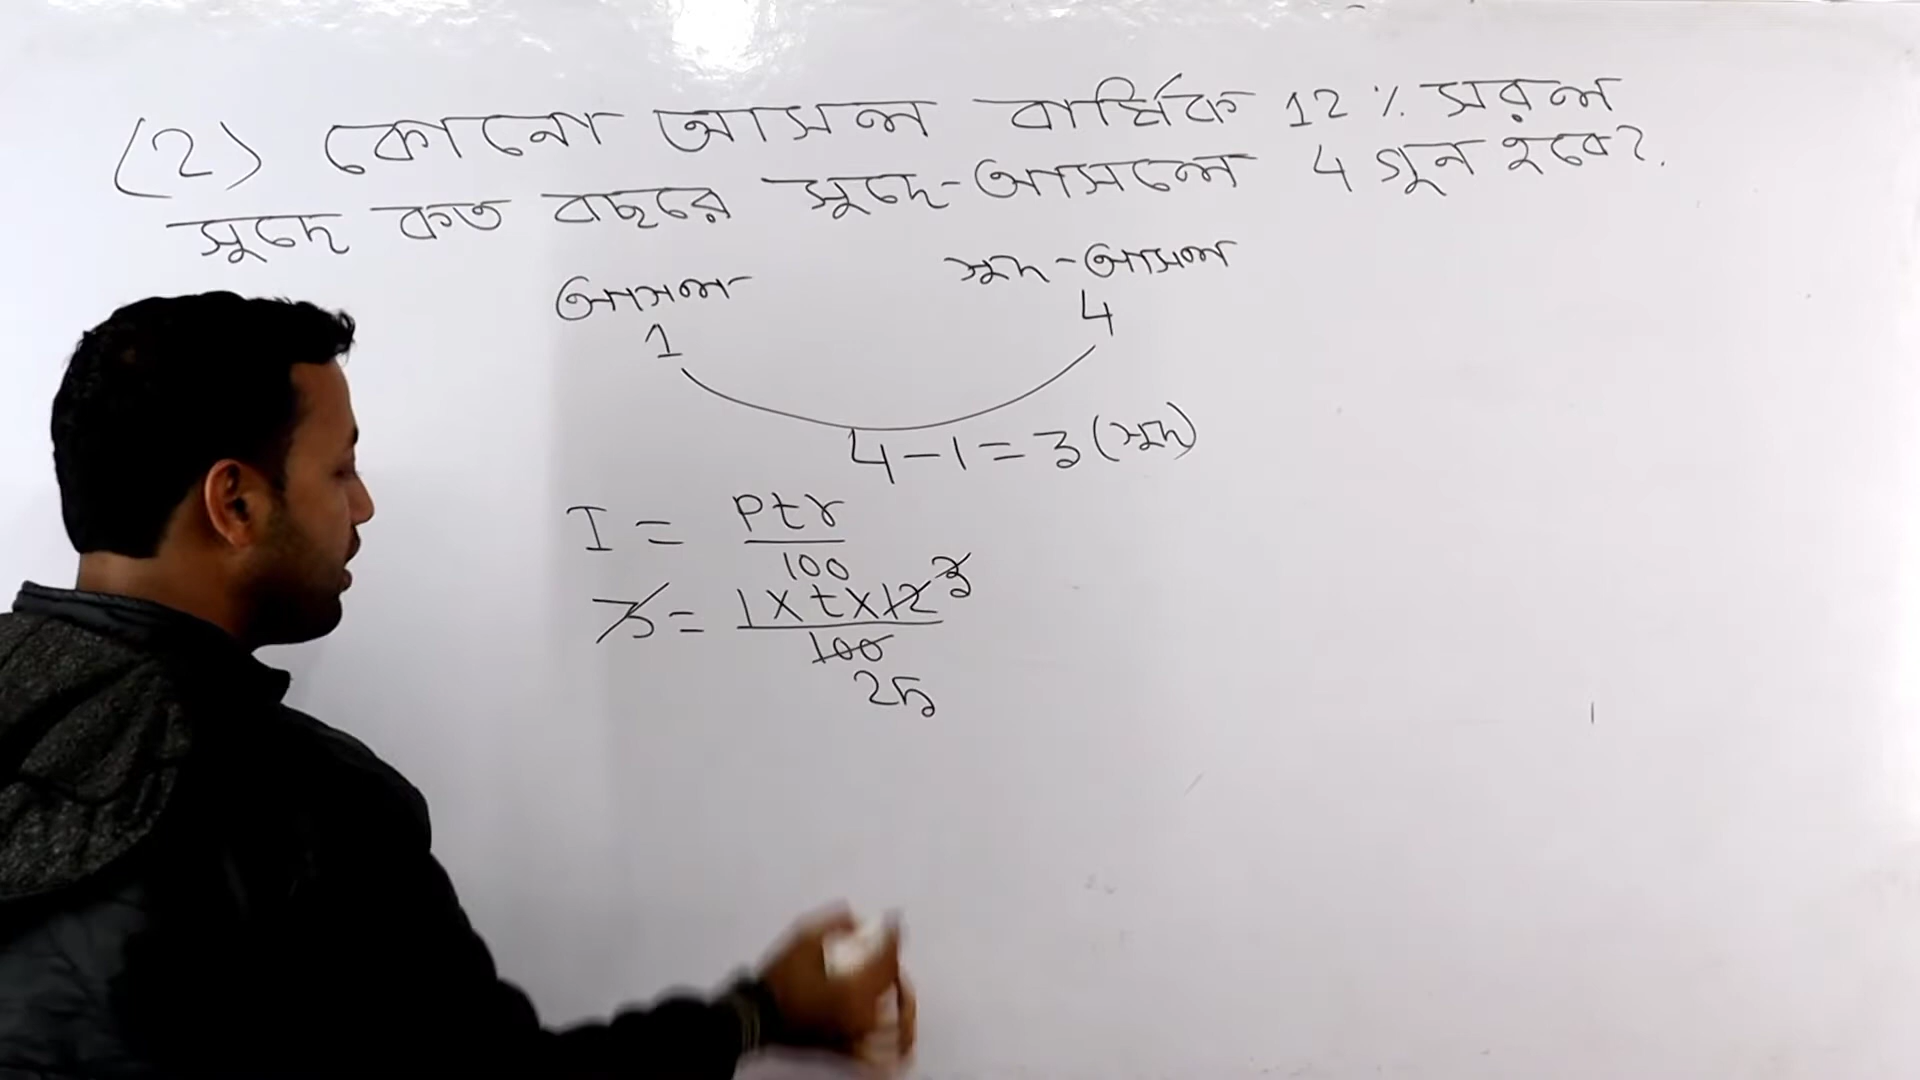 (2) কোনো আসল বার্ষিক 12% সরল
সুদে কত বছরে সুদে-আসলে 4 গুন হবে?
আসল সুদ-আসল
1 4
4-1=3 (সুদ)
I = ptr
100
3 = 1×t×12 3
100
25